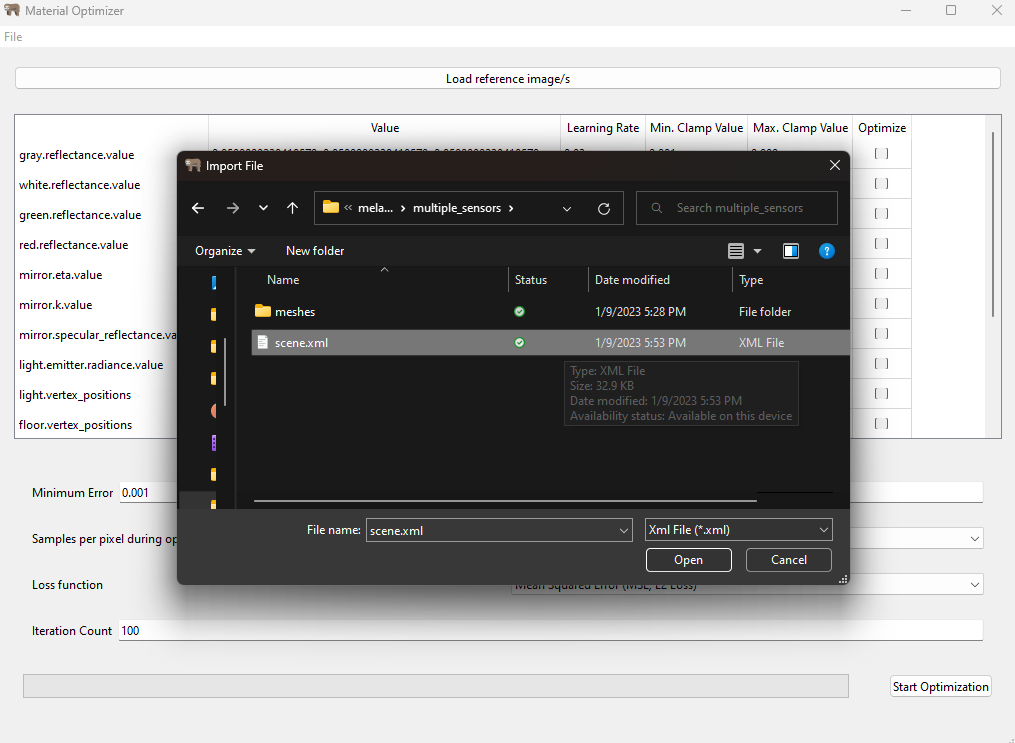 Material Optimizer
File
Load reference image/s
Value Learning Rate Min. Clamp Value Max. Clamp Value Optimize
gray.reflectance.value
white.reflectance.value
green.reflectance.value
red.reflectance.value
mirror.eta.value
mirror.k.value
mirror.specular_reflectance.va
light.emitter.radiance.value
light.vertex_positions
floor.vertex_positions
Import File
« mela... > multiple_sensors >
Search multiple_sensors
Organize New folder
?
Name Status Date modified Type
meshes 1/9/2023 5:28 PM File folder
scene.xml 1/9/2023 5:53 PM XML File
Type: XML File
Size: 32.9 KB
Date modified: 1/9/2023 5:53 PM
Availability status: Available on this device
File name: scene.xml Xml File (*.xml)
Open Cancel
Minimum Error 0.001
Samples per pixel during op
Loss function Mean Squared Error (MSE, L2 Loss)
Iteration Count 100
Start Optimization